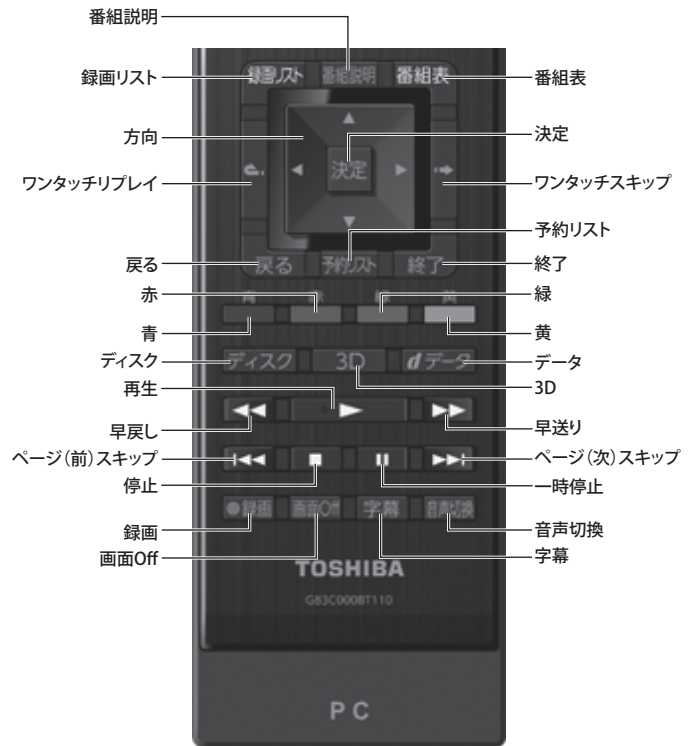 番組説明
録画リスト
番組表
録画リスト 番組説明 番組表
方向
決定
決定
ワンタッチリプレイ
ワンタッチスキップ
予約リスト
戻る
戻る 予約リスト 終了
終了
赤
緑
青 赤 緑 黄
青
黄
ディスク
ディスク 3D dデータ
データ
再生
3D
早戻し
早送り
ページ（前）スキップ
ページ（次）スキップ
停止
一時停止
●録画 画面Off 字幕 音声切換
録画
音声切換
画面Off
字幕
TOSHIBA
G83C000BT110
PC